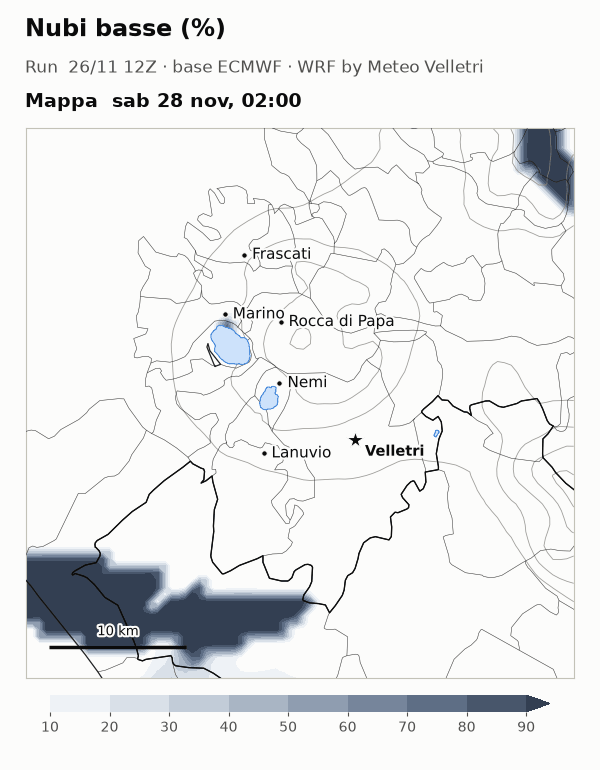 Nubi basse (%)
Run  26/11 12Z · base ECMWF · WRF by Meteo Velletri
Mappa  sab 28 nov, 02:00
Frascati
Marino
Rocca di Papa
Nemi
Velletri
Lanuvio
10 km
10 20 30 40 50 60 70 80 90